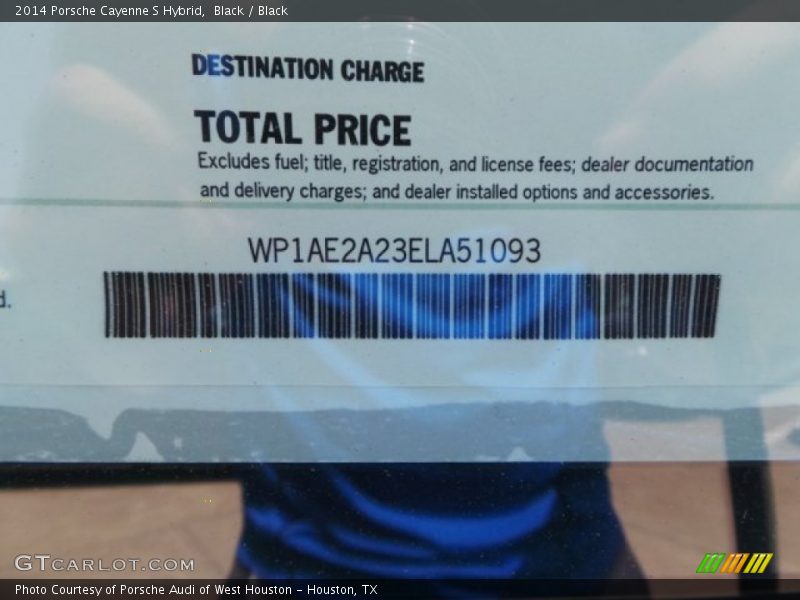 2014 Porsche Cayenne S Hybrid,  Black / Black
DESTINATION CHARGE
TOTAL PRICE
Excludes fuel; title, registration, and license fees; dealer documentation
and delivery charges; and dealer installed options and accessories.
WP1AE2A23ELA51093
d.
GTCARLOT.COM
Photo Courtesy of Porsche Audi of West Houston - Houston, TX